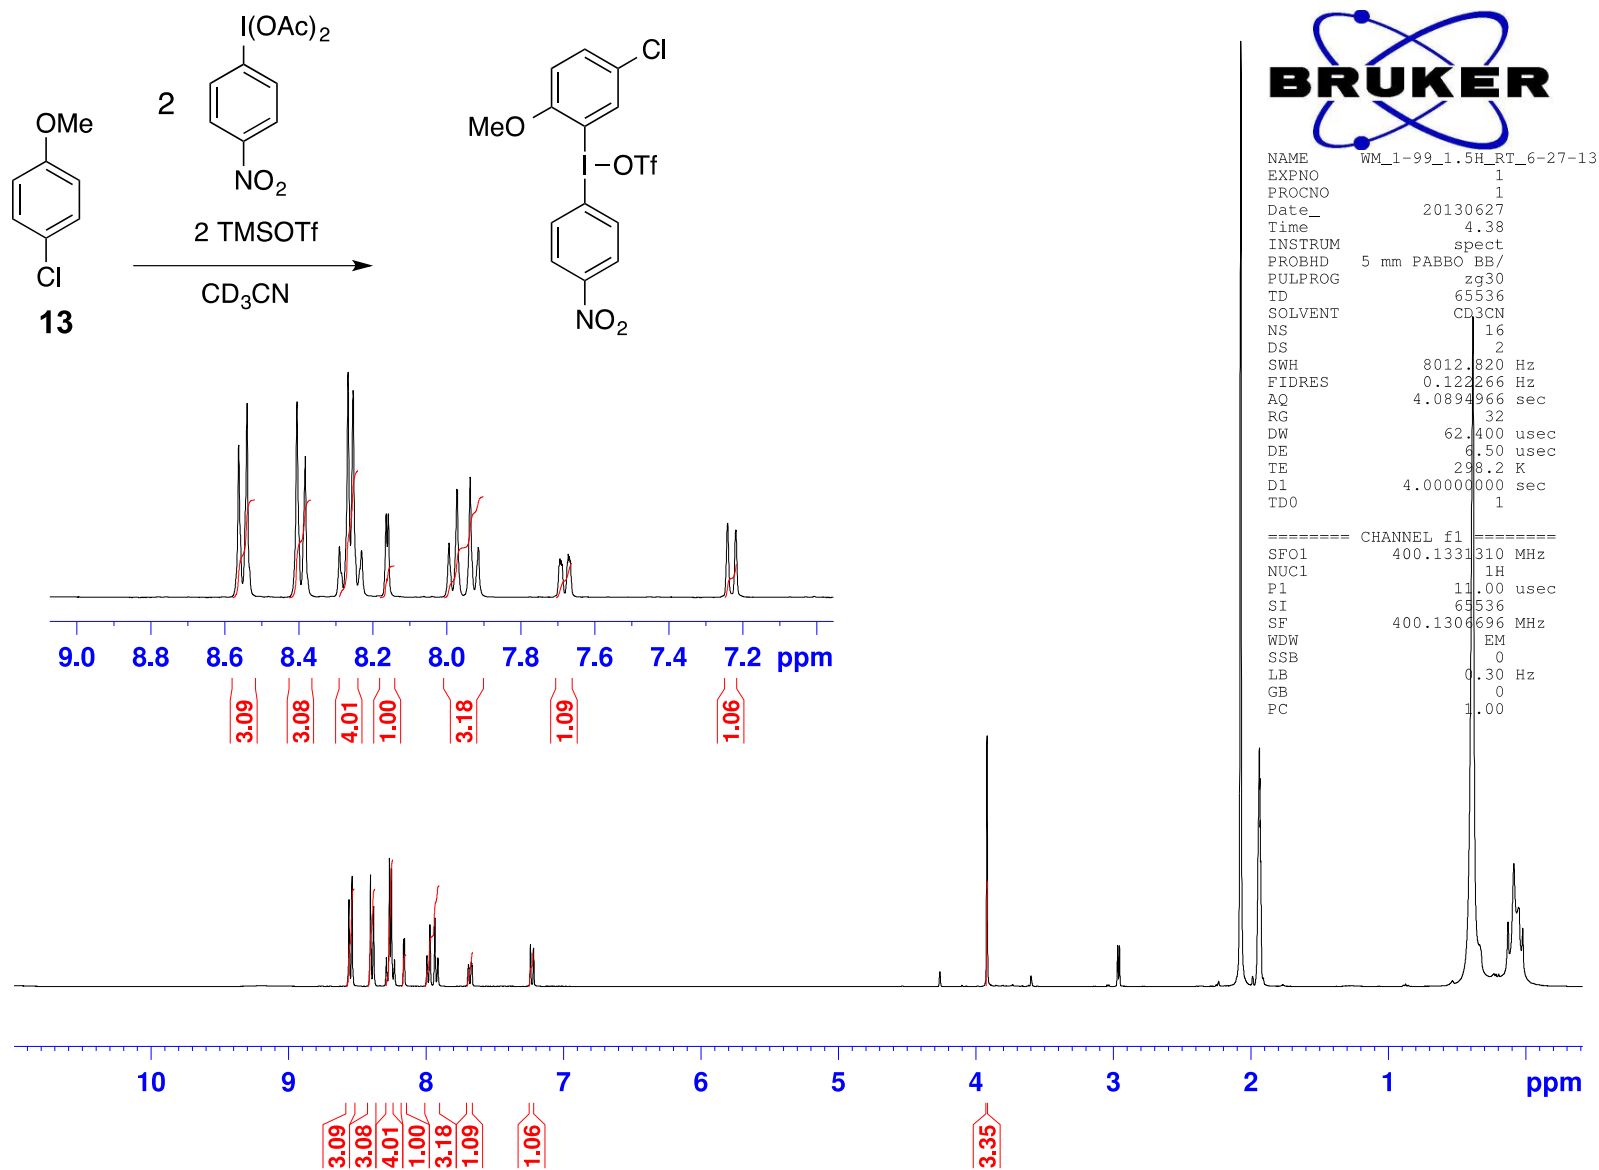 I(OAc)2
2
NO2
2 TMSOTf
CD3CN
OMe
Cl
13
Cl
MeO
I–OTf
NO2
BRUKER
NAME WM_1-99_1.5H_RT_6-27-13
EXPNO 1
PROCNO 1
Date_ 20130627
Time 4.38
INSTRUM spect
PROBHD 5 mm PABBO BB/
PULPROG zg30
TD 65536
SOLVENT CD3CN
NS 16
DS 2
SWH 8012.820 Hz
FIDRES 0.122266 Hz
AQ 4.0894966 sec
RG 32
DW 62.400 usec
DE 6.50 usec
TE 298.2 K
D1 4.00000000 sec
TD0 1
======== CHANNEL f1 ========
SFO1 400.1331310 MHz
NUC1 1H
P1 11.00 usec
SI 65536
SF 400.1306696 MHz
WDW EM
SSB 0
LB 0.30 Hz
GB 0
PC 1.00
9.0 8.8 8.6 8.4 8.2 8.0 7.8 7.6 7.4 7.2 ppm
3.09 3.08 4.01 1.00 3.18 1.09 1.06
10 9 8 7 6 5 4 3 2 1 ppm
3.09 3.08 4.01 1.00 3.18 1.09 1.06 3.35